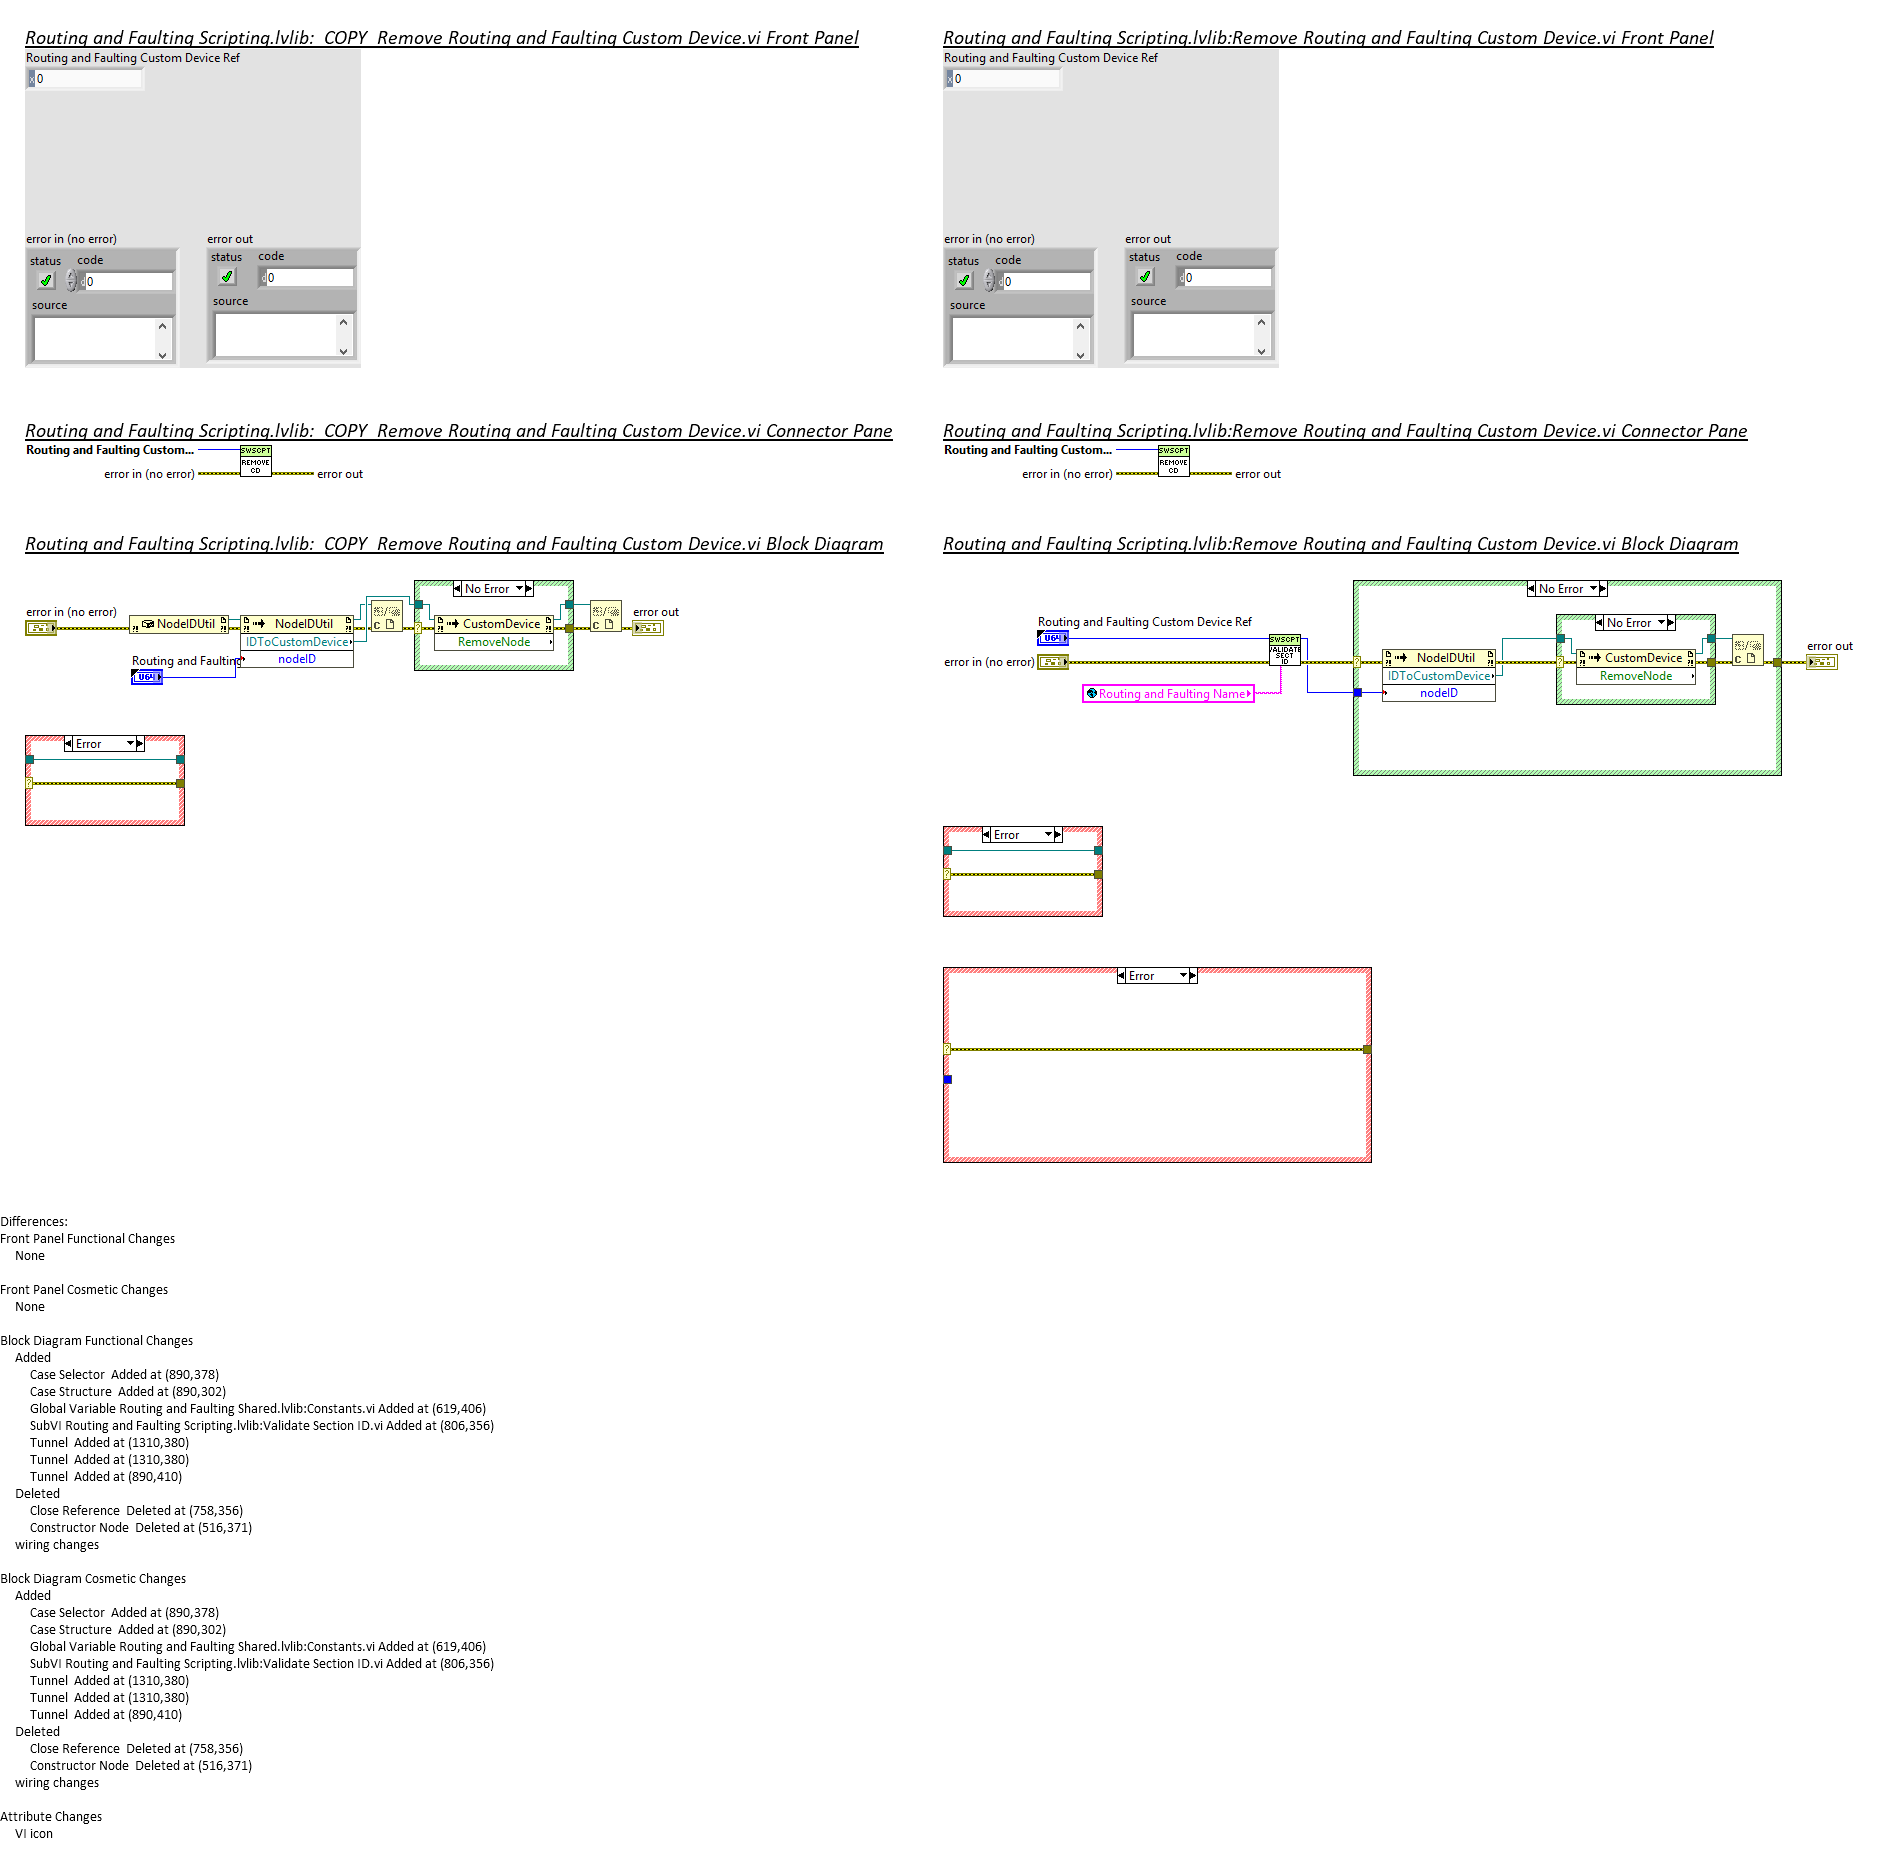 Routing and Faulting Scripting.lvlib:  COPY  Remove Routing and Faulting Custom Device.vi Front Panel
Routing and Faulting Custom Device Ref
x 0
error in (no error)
error out
status
code
status
code
d 0
d 0
source
source
Routing and Faulting Scripting.lvlib:Remove Routing and Faulting Custom Device.vi Front Panel
Routing and Faulting Custom Device Ref
x 0
error in (no error)
error out
status
code
status
code
d 0
d 0
source
source
Routing and Faulting Scripting.lvlib:  COPY  Remove Routing and Faulting Custom Device.vi Connector Pane
Routing and Faulting Custom...
SWSCPT
REMOVE
CD
error in (no error)
error out
Routing and Faulting Scripting.lvlib:Remove Routing and Faulting Custom Device.vi Connector Pane
Routing and Faulting Custom...
SWSCPT
REMOVE
CD
error in (no error)
error out
Routing and Faulting Scripting.lvlib:  COPY  Remove Routing and Faulting Custom Device.vi Block Diagram
No Error
error in (no error)
error out
NodeIDUtil
NodeIDUtil
CustomDevice
IDToCustomDevice
RemoveNode
Routing and Faulting
nodeID
U64
Error
Routing and Faulting Scripting.lvlib:Remove Routing and Faulting Custom Device.vi Block Diagram
No Error
Routing and Faulting Custom Device Ref
No Error
U64
SWSCPT
VALIDATE
SECT
ID
error in (no error)
error out
NodeIDUtil
CustomDevice
IDToCustomDevice
RemoveNode
Routing and Faulting Name
nodeID
Error
Error
Differences:
Front Panel Functional Changes
None
Front Panel Cosmetic Changes
None
Block Diagram Functional Changes
Added
Case Selector  Added at (890,378)
Case Structure  Added at (890,302)
Global Variable Routing and Faulting Shared.lvlib:Constants.vi Added at (619,406)
SubVI Routing and Faulting Scripting.lvlib:Validate Section ID.vi Added at (806,356)
Tunnel  Added at (1310,380)
Tunnel  Added at (1310,380)
Tunnel  Added at (890,410)
Deleted
Close Reference  Deleted at (758,356)
Constructor Node  Deleted at (516,371)
wiring changes
Block Diagram Cosmetic Changes
Added
Case Selector  Added at (890,378)
Case Structure  Added at (890,302)
Global Variable Routing and Faulting Shared.lvlib:Constants.vi Added at (619,406)
SubVI Routing and Faulting Scripting.lvlib:Validate Section ID.vi Added at (806,356)
Tunnel  Added at (1310,380)
Tunnel  Added at (1310,380)
Tunnel  Added at (890,410)
Deleted
Close Reference  Deleted at (758,356)
Constructor Node  Deleted at (516,371)
wiring changes
Attribute Changes
VI icon